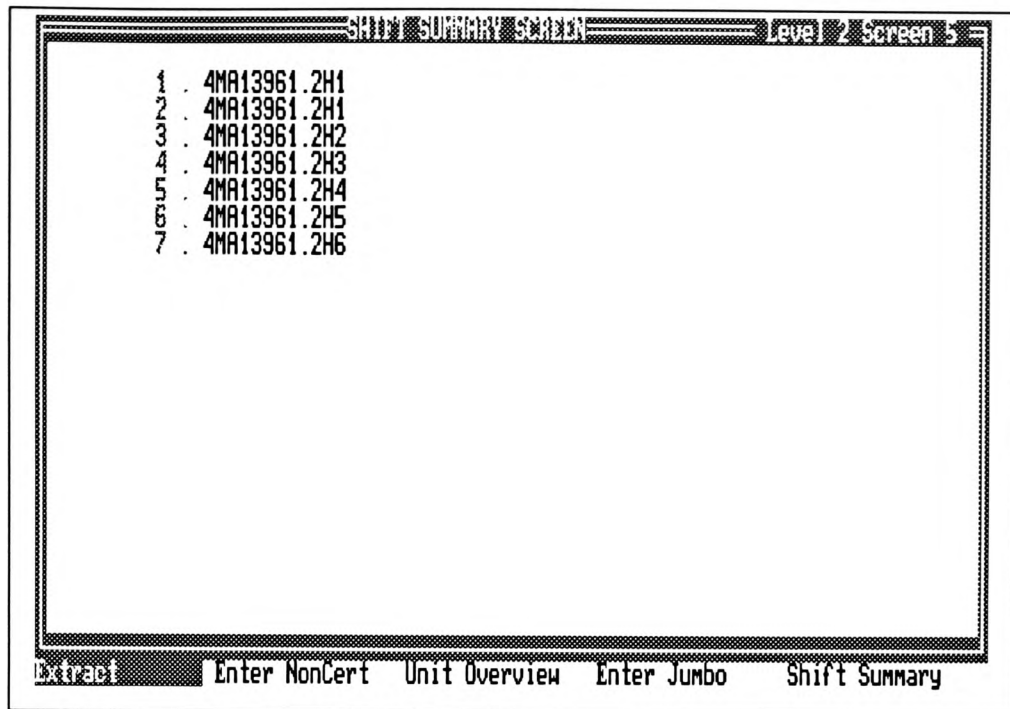 SHIFT SUMMARY SCREEN Level 2 Screen 5
1 . 4MA13961.2H1
2 . 4MA13961.2H1
3 . 4MA13961.2H2
4 . 4MA13961.2H3
5 . 4MA13961.2H4
6 . 4MA13961.2H5
7 . 4MA13961.2H6
Extract Enter NonCert Unit Overview Enter Jumbo Shift Summary